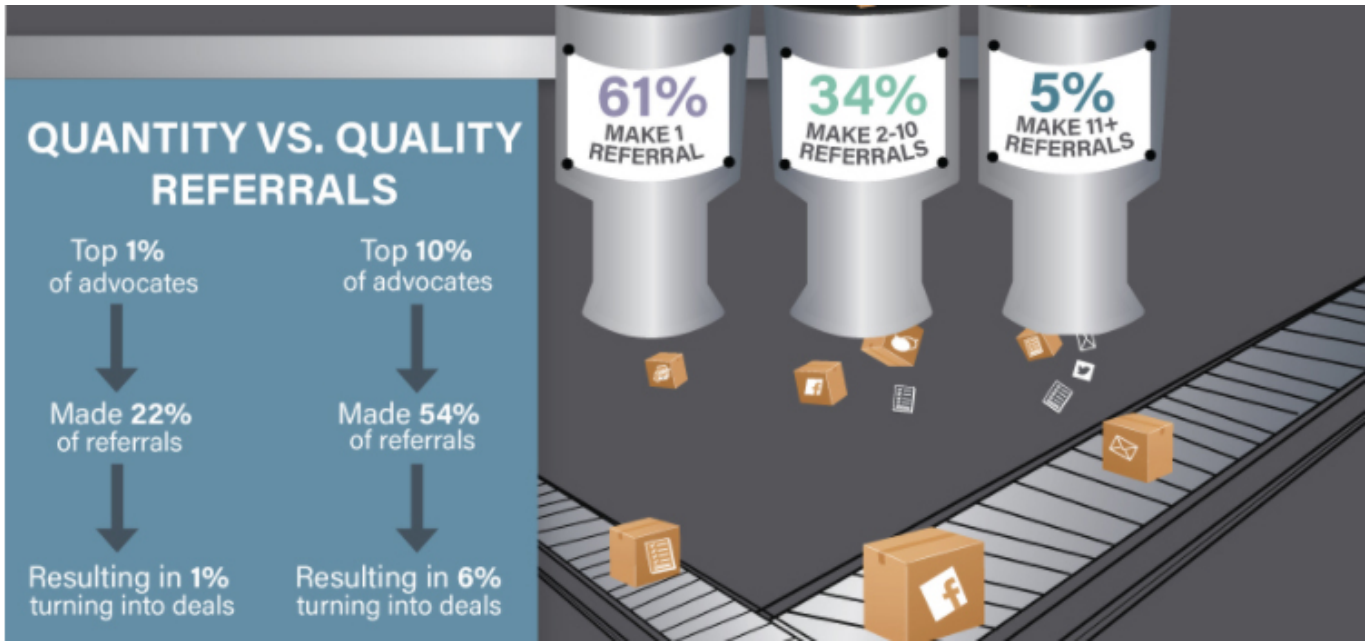 QUANTITY VS. QUALITY
REFERRALS
Top 1%
of advocates
Made 22%
of referrals
Resulting in 1%
turning into deals
Top 10%
of advocates
Made 54%
of referrals
Resulting in 6%
turning into deals
61%
MAKE 1
REFERRAL
34%
MAKE 2-10
REFERRALS
5%
MAKE 11+
REFERRALS